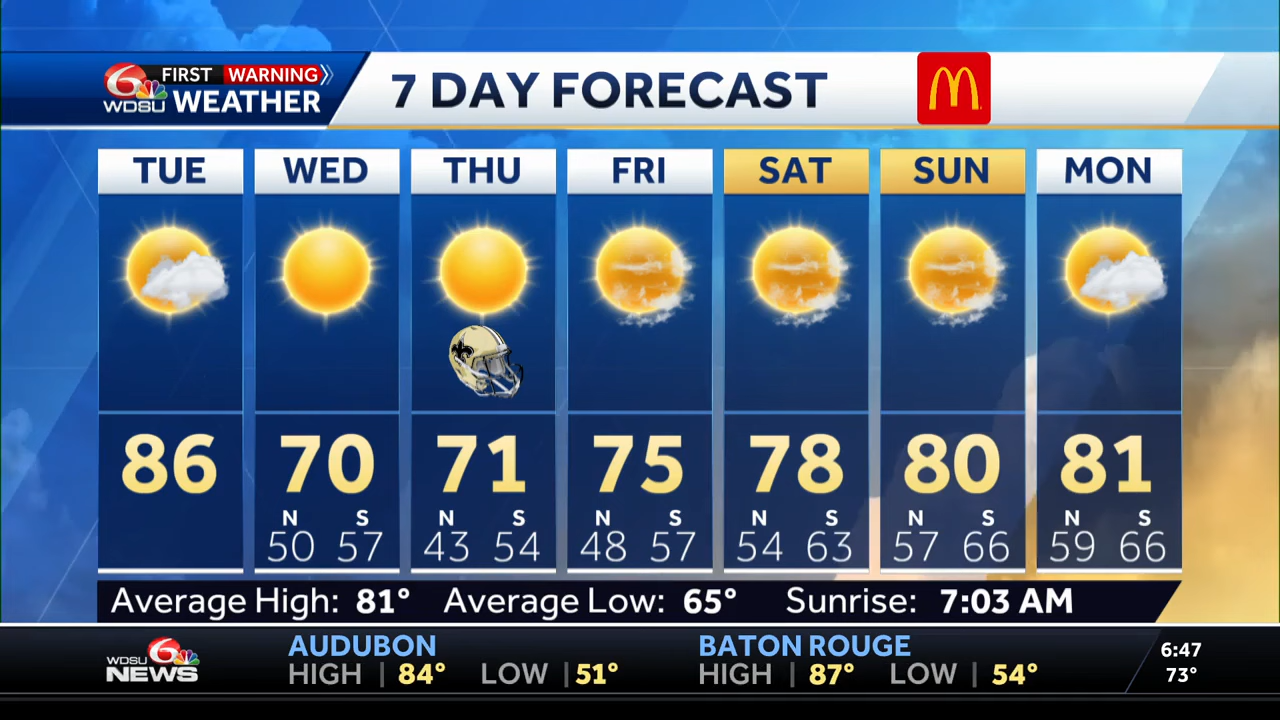 6 FIRST WARNING
WDSU WEATHER
7 DAY FORECAST
M
TUE WED THU FRI SAT SUN MON
86 70 71 75 78 80 81
N S N S N S N S N S N S
50 57 43 54 48 57 54 63 57 66 59 66
Average High: 81° Average Low: 65° Sunrise: 7:03 AM
WDSU 6 AUDUBON BATON ROUGE 6:47
NEWS HIGH | 84° LOW | 51° HIGH | 87° LOW | 54° 73°